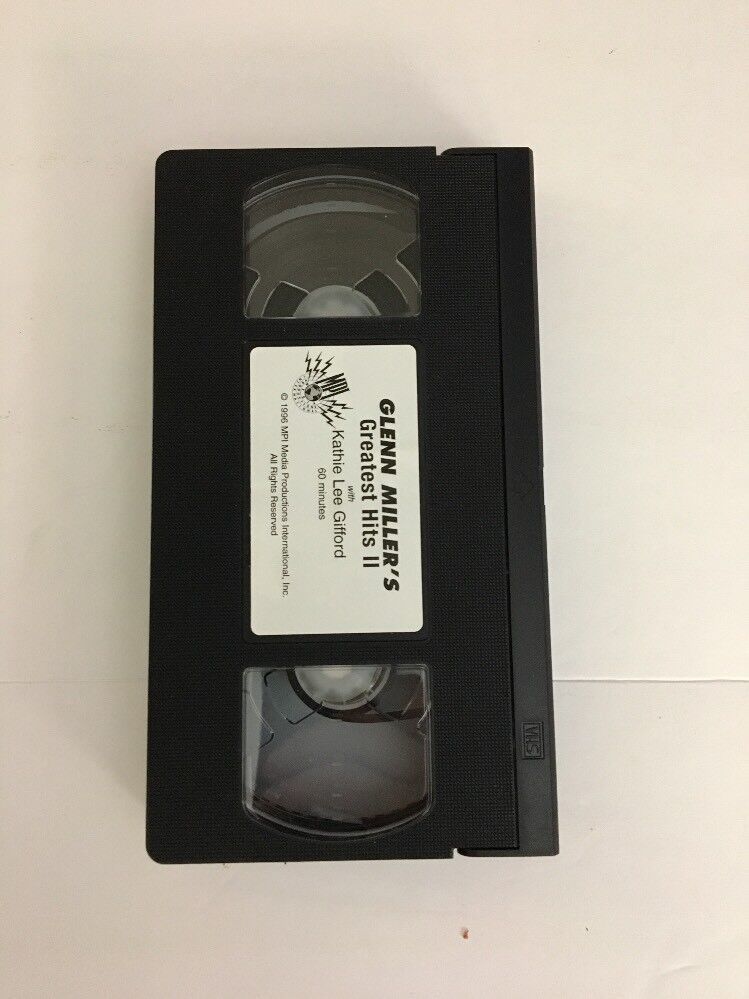 GLENN MILLER'S
Greatest Hits II
with
Kathie Lee Gifford
60 minutes
MPI
© 1996 MPI Media Productions International, Inc.
All Rights Reserved
VHS